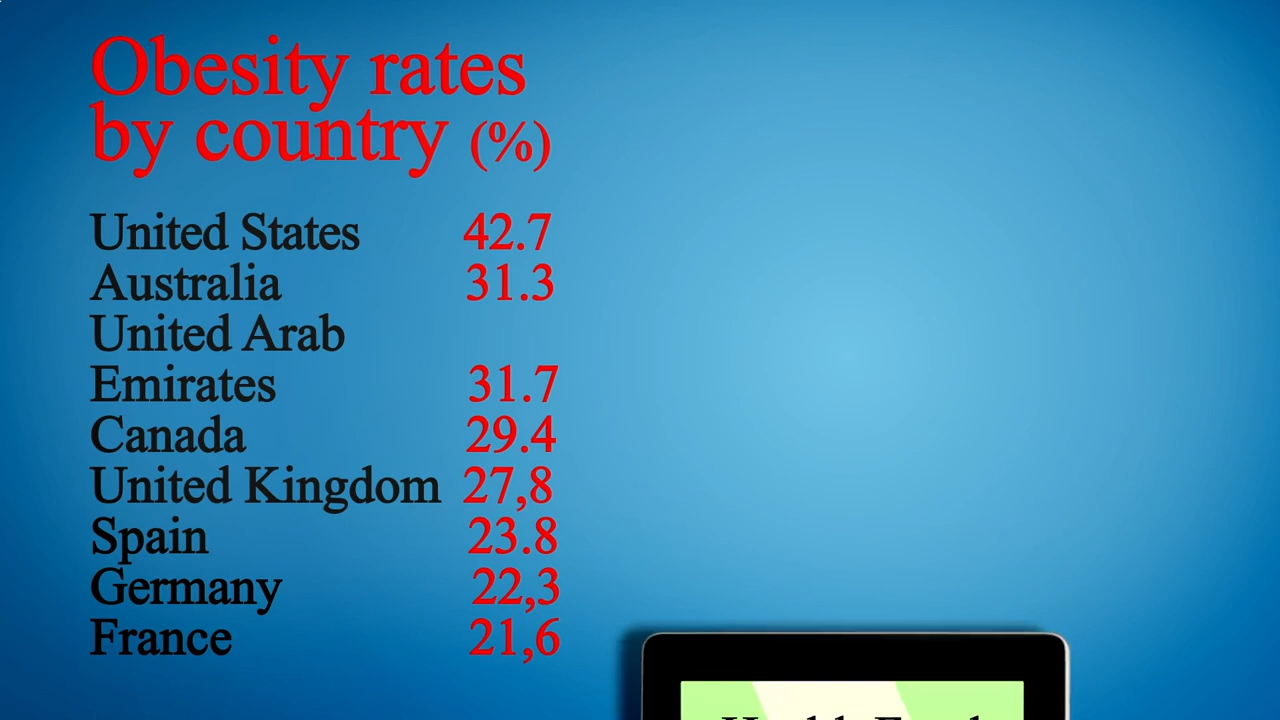 Obesity rates
by country (%)
United States 42.7
Australia 31.3
United Arab
Emirates 31.7
Canada 29.4
United Kingdom 27,8
Spain 23.8
Germany 22,3
France 21,6